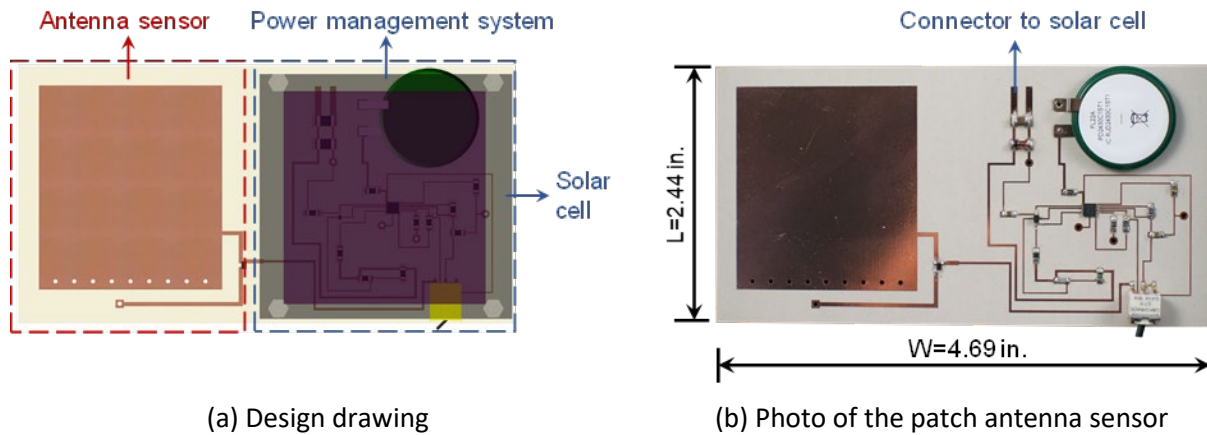 Antenna sensor
Power management system
Solar
cell
(a) Design drawing
Connector to solar cell
L=2.44 in.
W=4.69 in.
(b) Photo of the patch antenna sensor